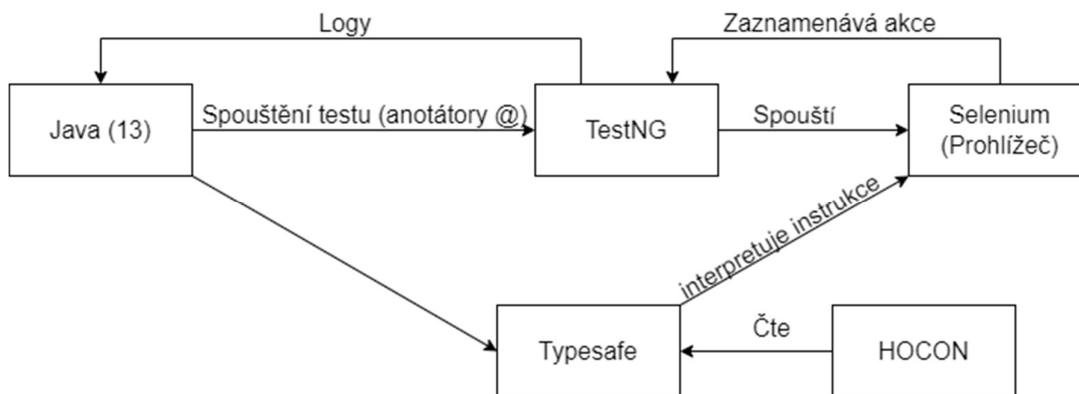 Logy
Zaznamenává akce
Java (13)
Spouštění testu (anotátory @)
TestNG
Spouští
Selenium
(Prohlížeč)
interpretuje instrukce
Typesafe
Čte
HOCON